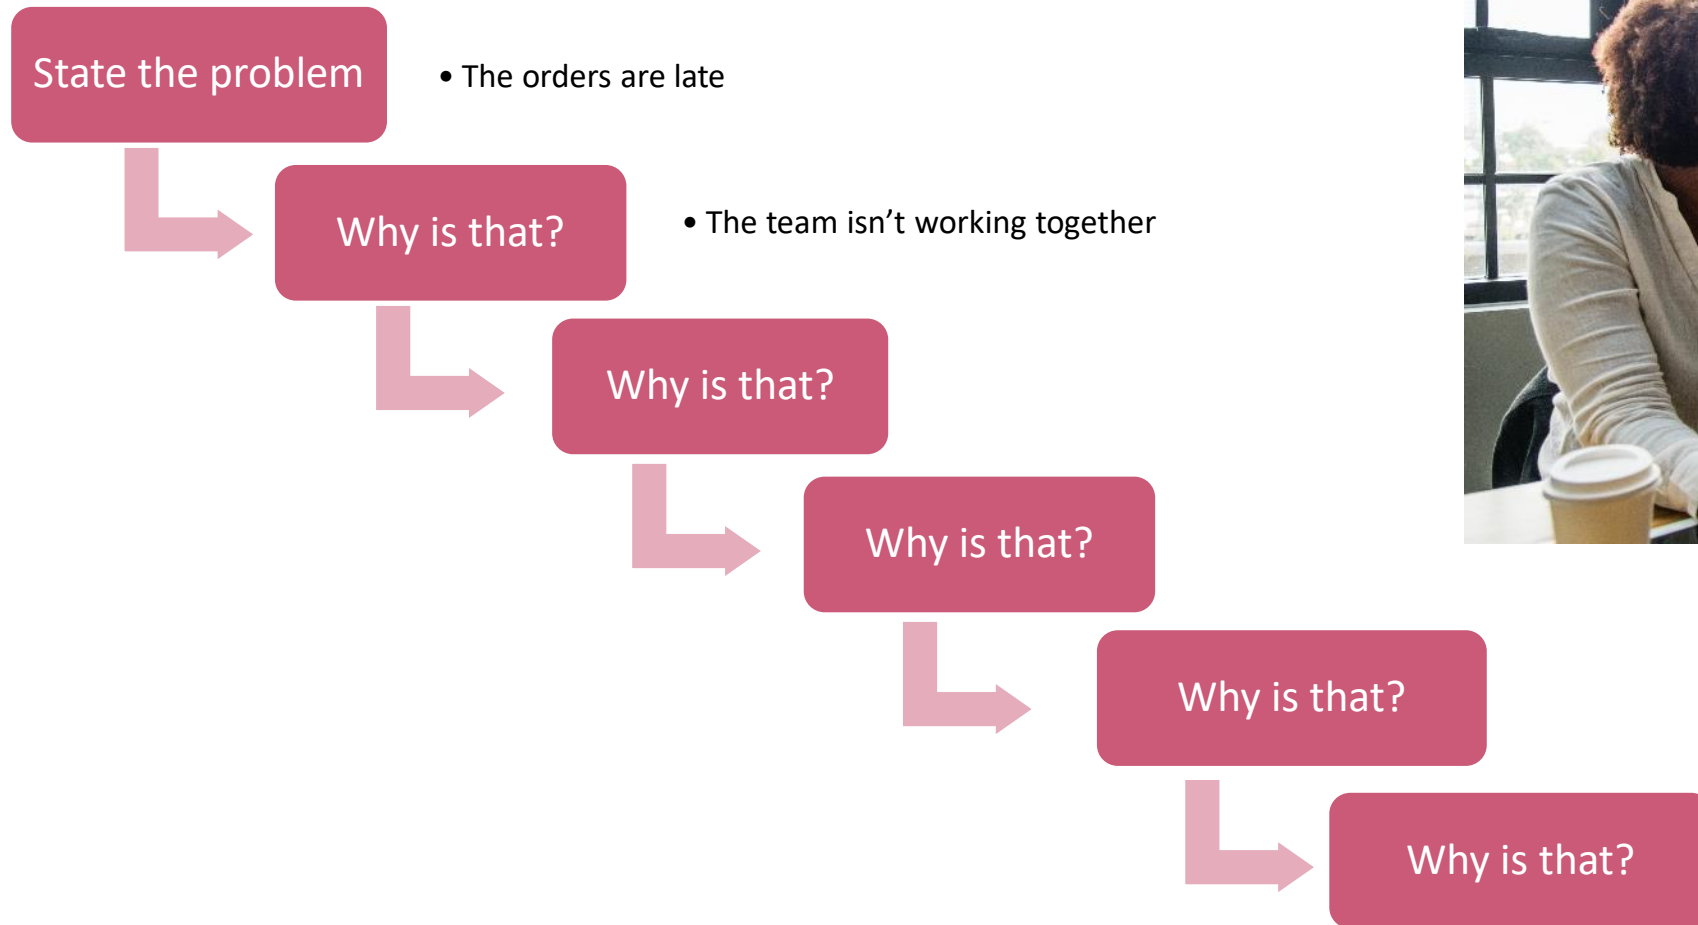 State the problem
• The orders are late
Why is that?
• The team isn’t working together
Why is that?
Why is that?
Why is that?
Why is that?